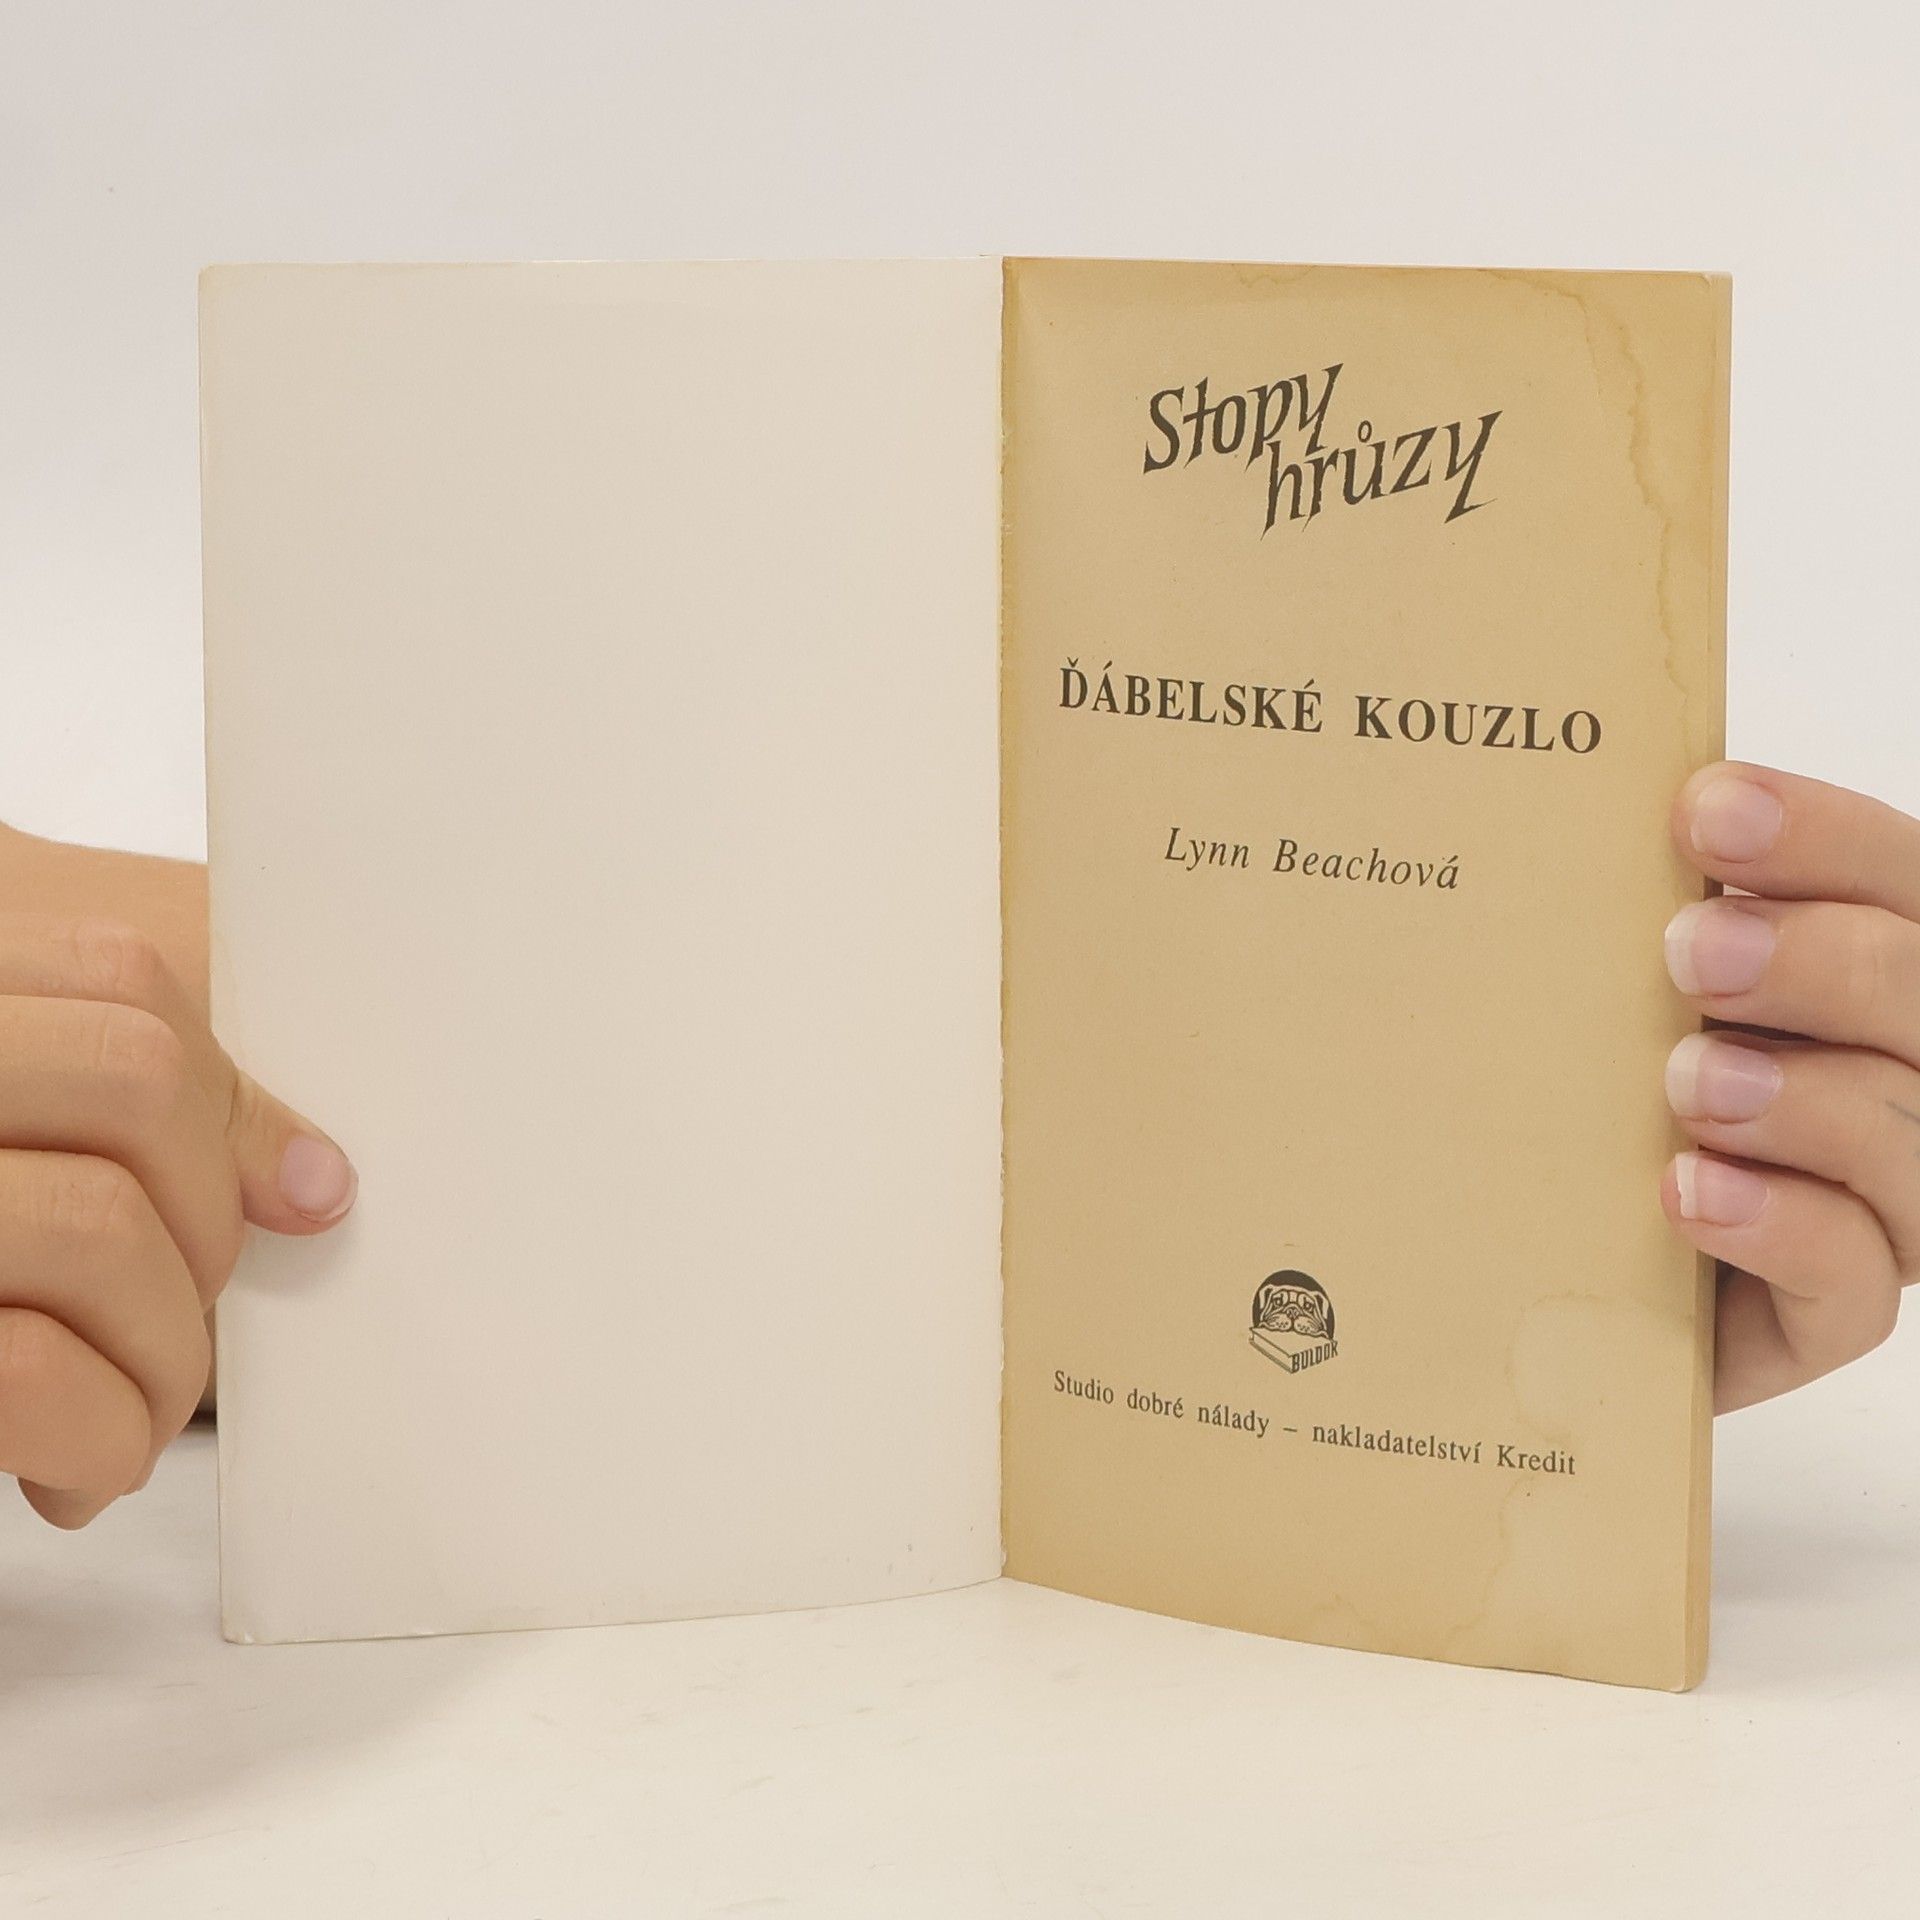 Stopy
hrůzy
ĎÁBELSKÉ KOUZLO
Lynn Beachová
BULDOK
Studio dobré nálady – nakladatelství Kredit